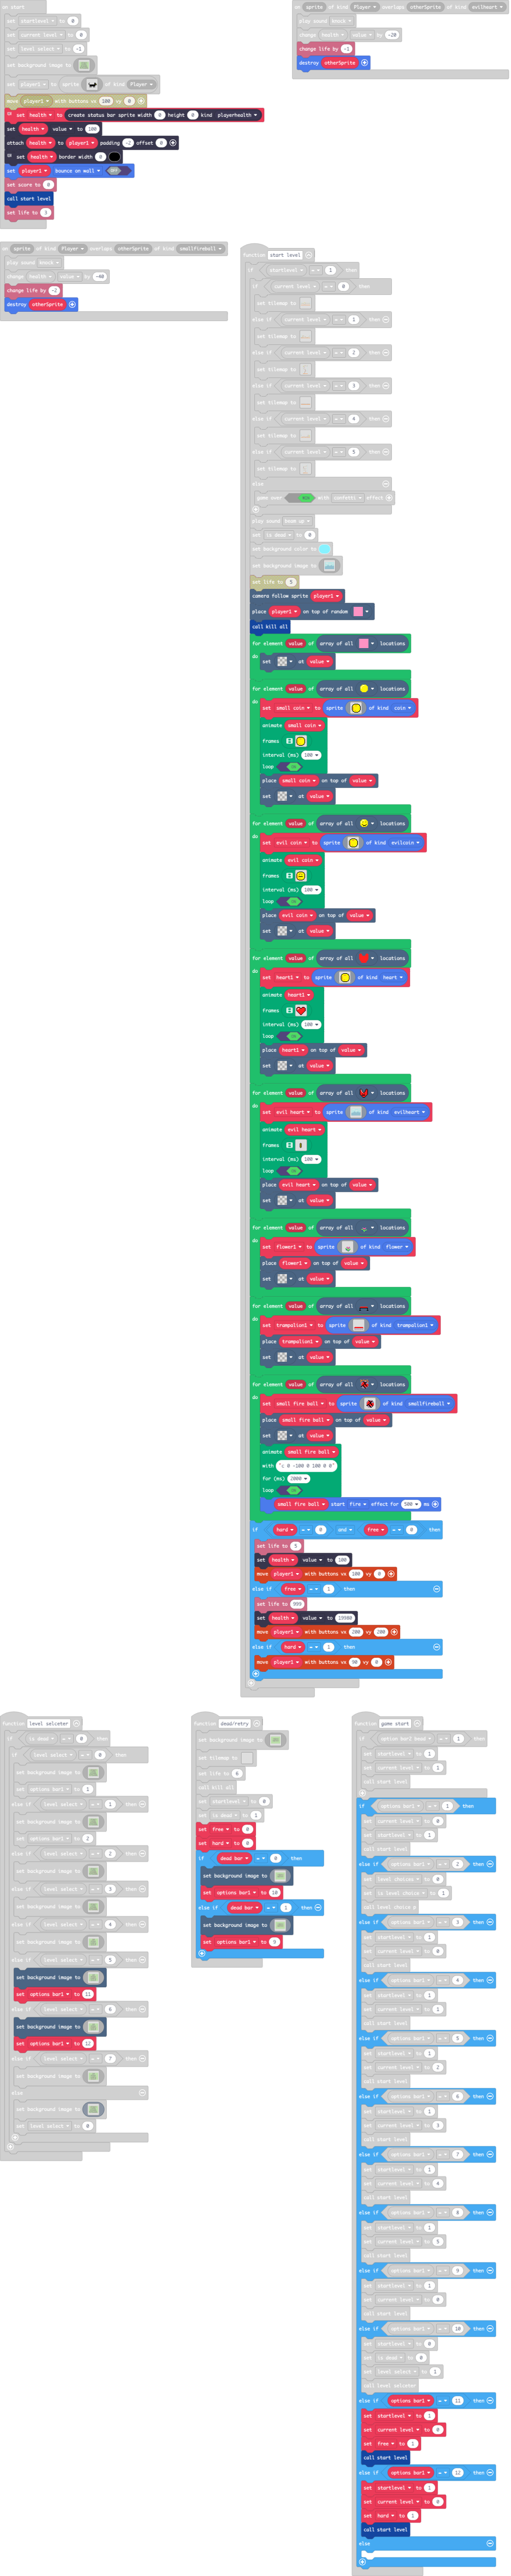 on start
set startlevel to 0
set current level to 0
set level select to -1
set background image to
set player1 to sprite of kind Player
move player1 with buttons vx 100 vy 0
set health to create status bar sprite width 0 height 0 kind playerhealth
set health value to 100
attach health to player1 padding -2 offset 0
set health border width 0
set player1 bounce on wall OFF
set score to 0
call start level
set life to 3
on sprite of kind Player overlaps otherSprite of kind evilheart
play sound knock
change health value by -20
change life by -1
destroy otherSprite
on sprite of kind Player overlaps otherSprite of kind smallfireball
play sound knock
change health value by -40
change life by -2
destroy otherSprite
function start level
if startlevel = 1 then
if current level = 0 then
set tilemap to
else if current level = 1 then
set tilemap to
else if current level = 2 then
set tilemap to
else if current level = 3 then
set tilemap to
else if current level = 4 then
set tilemap to
else if current level = 5 then
set tilemap to
else
game over WIN with confetti effect
play sound beam up
set is dead to 0
set background color to
set background image to
set life to 5
camera follow sprite player1
place player1 on top of random
call kill all
for element value of array of all locations
do
set at value
for element value of array of all locations
do
set small coin to sprite of kind coin
animate small coin
frames
interval (ms) 100
loop ON
place small coin on top of value
set at value
for element value of array of all locations
do
set evil coin to sprite of kind evilcoin
animate evil coin
frames
interval (ms) 100
loop ON
place evil coin on top of value
set at value
for element value of array of all locations
do
set heart1 to sprite of kind heart
animate heart1
frames
interval (ms) 100
loop ON
place heart1 on top of value
set at value
for element value of array of all locations
do
set evil heart to sprite of kind evilheart
animate evil heart
frames
interval (ms) 100
loop ON
place evil heart on top of value
set at value
for element value of array of all locations
do
set flower1 to sprite of kind flower
place flower1 on top of value
set at value
for element value of array of all locations
do
set trampalion1 to sprite of kind trampalion1
place trampalion1 on top of value
set at value
for element value of array of all locations
do
set small fire ball to sprite of kind smallfireball
place small fire ball on top of value
set at value
animate small fire ball
with "c 0 -100 0 100 0 0"
for (ms) 2000
loop ON
small fire ball start fire effect for 500 ms
if hard = 0 and free = 0 then
set life to 5
set health value to 100
move player1 with buttons vx 100 vy 0
else if free = 1 then
set life to 999
set health value to 19980
move player1 with buttons vx 200 vy 200
else if hard = 1 then
move player1 with buttons vx 90 vy 0
function level selceter
if is dead = 0 then
if level select = 0 then
set background image to
set options bar1 to 1
else if level select = 1 then
set background image to
set options bar1 to 2
else if level select = 2 then
set background image to
else if level select = 3 then
set background image to
else if level select = 4 then
set background image to
else if level select = 5 then
set background image to
set options bar1 to 11
else if level select = 6 then
set background image to
set options bar1 to 12
else if level select = 7 then
set background image to
else
set background image to
set level select to 0
function dead/retry
set background image to
set tilemap to
set life to 0
call kill all
set startlevel to 0
set is dead to 1
set free to 0
set hard to 0
if dead bar = 0 then
set background image to
set options bar1 to 10
else if dead bar = 1 then
set background image to
set options bar1 to 9
function game start
if option bar2 = 1 then
set startlevel to 1
set current level to 1
call start level
if options bar1 = 1 then
set current level to 0
set startlevel to 1
call start level
else if options bar1 = 2 then
set level choices to 0
set is level choice to 1
call level choice
else if options bar1 = 3 then
set startlevel to 1
set current level to 0
call start level
else if options bar1 = 4 then
set startlevel to 1
set current level to 1
call start level
else if options bar1 = 5 then
set startlevel to 1
set current level to 2
call start level
else if options bar1 = 6 then
set startlevel to 1
set current level to 3
call start level
else if options bar1 = 7 then
set startlevel to 1
set current level to 4
call start level
else if options bar1 = 8 then
set startlevel to 1
set current level to 5
call start level
else if options bar1 = 9 then
set startlevel to 1
set current level to 0
call start level
else if options bar1 = 10 then
set startlevel to 0
set is dead to 0
set level select to 1
call level selceter
else if options bar1 = 11 then
set startlevel to 1
set current level to 0
set free to 1
call start level
else if options bar1 = 12 then
set startlevel to 1
set current level to 0
set hard to 1
call start level
else